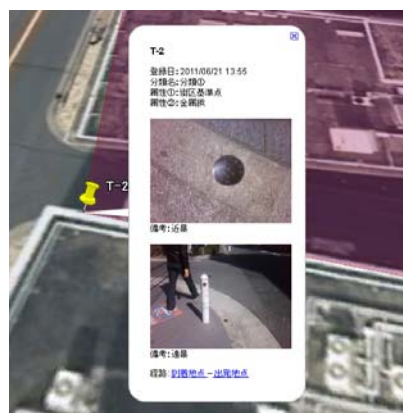 T-2
登録日:2011/06/21 13:55
分類名:分類①
属性①:街区基準点
属性②:金属鋲
T-2
備考:近景
備考:遠景
経路:到着地点 - 出発地点